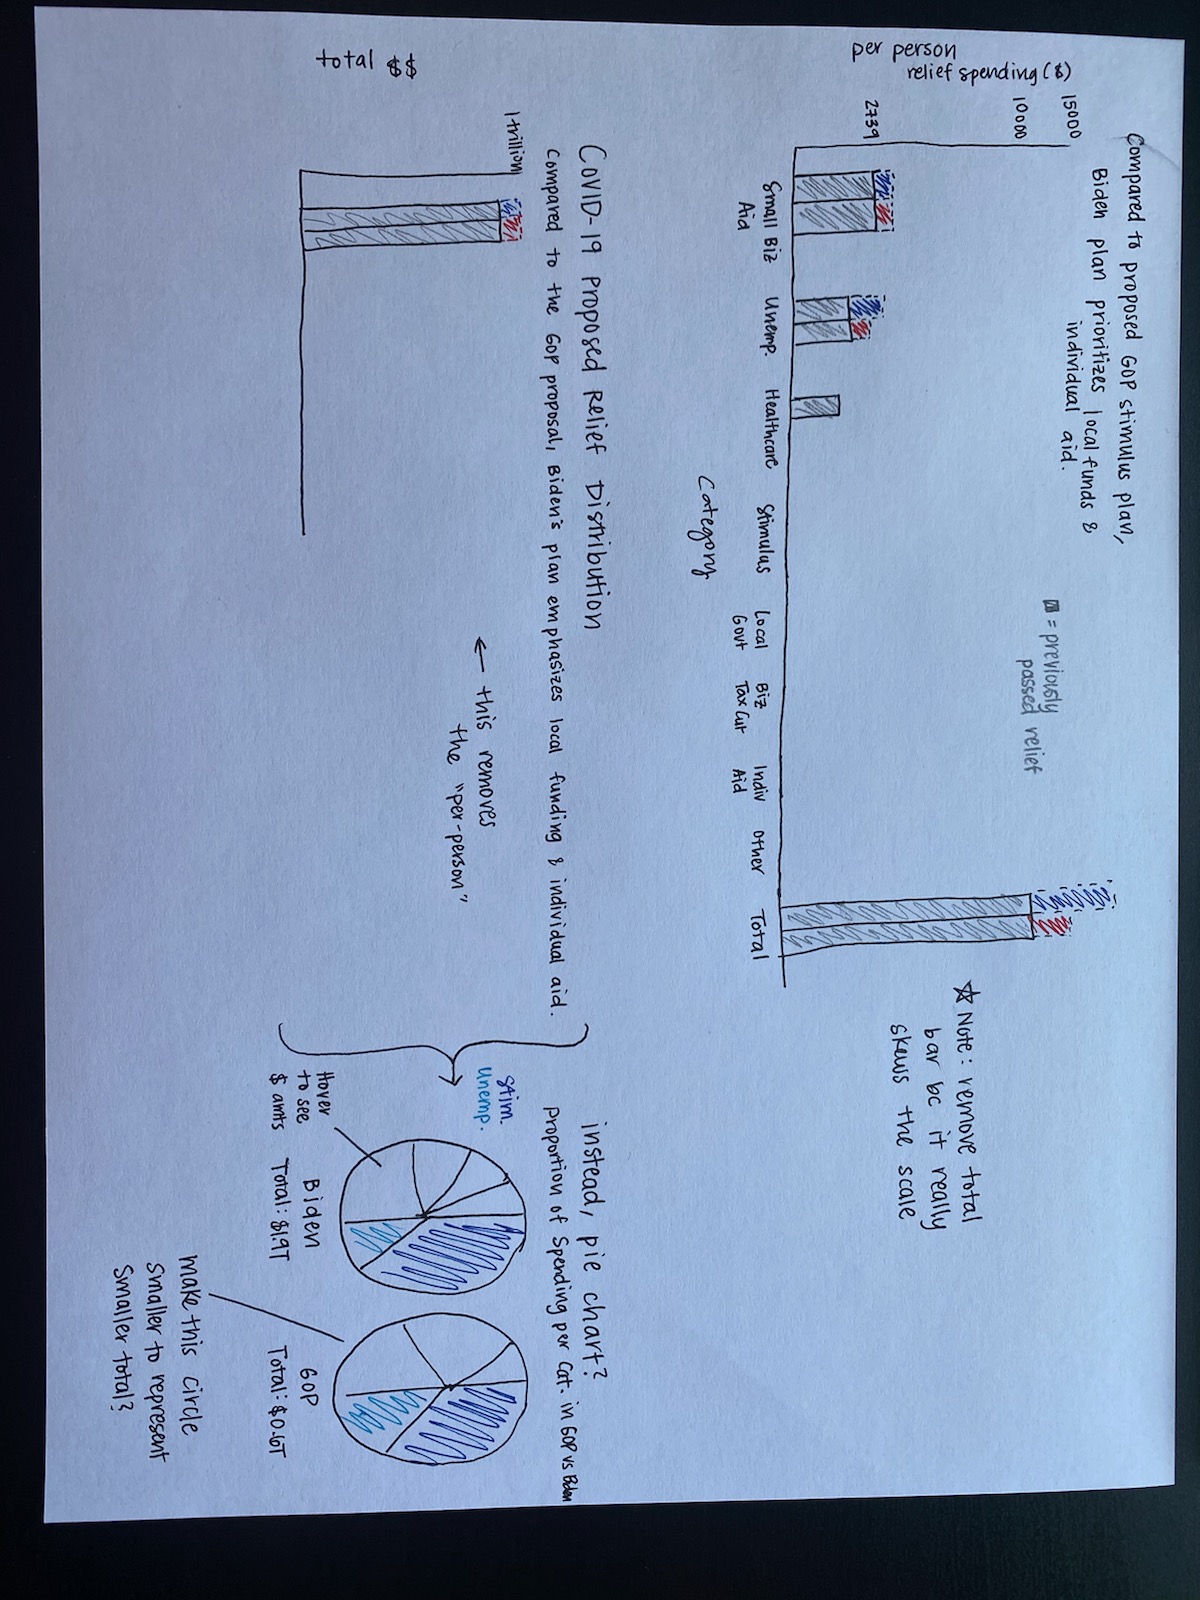 Compared to proposed GOP stimulus plan,
Biden plan prioritizes local funds &
individual aid.
per person
relief spending ($)
15000
10000
2739
= previously
passed relief
Small Biz
Aid
Unemp.
Healthcare
Stimulus
Local
Govt
Biz
Tax Cut
Indiv
Aid
Other
Total
Category
☆ Note: remove total
bar bc it really
skews the scale
COVID-19 Proposed Relief Distribution
Compared to the GOP proposal, Biden's plan emphasizes local funding & individual aid.
total $$
1 trillion
← this removes
the "per-person"
instead, pie chart?
proportion of spending per cat. in GOP vs Biden
Stim.
unemp.
Hover
to see
$ amts
Biden
Total: $1.9T
GOP
Total: $0.6T
make this circle
smaller to represent
smaller total?